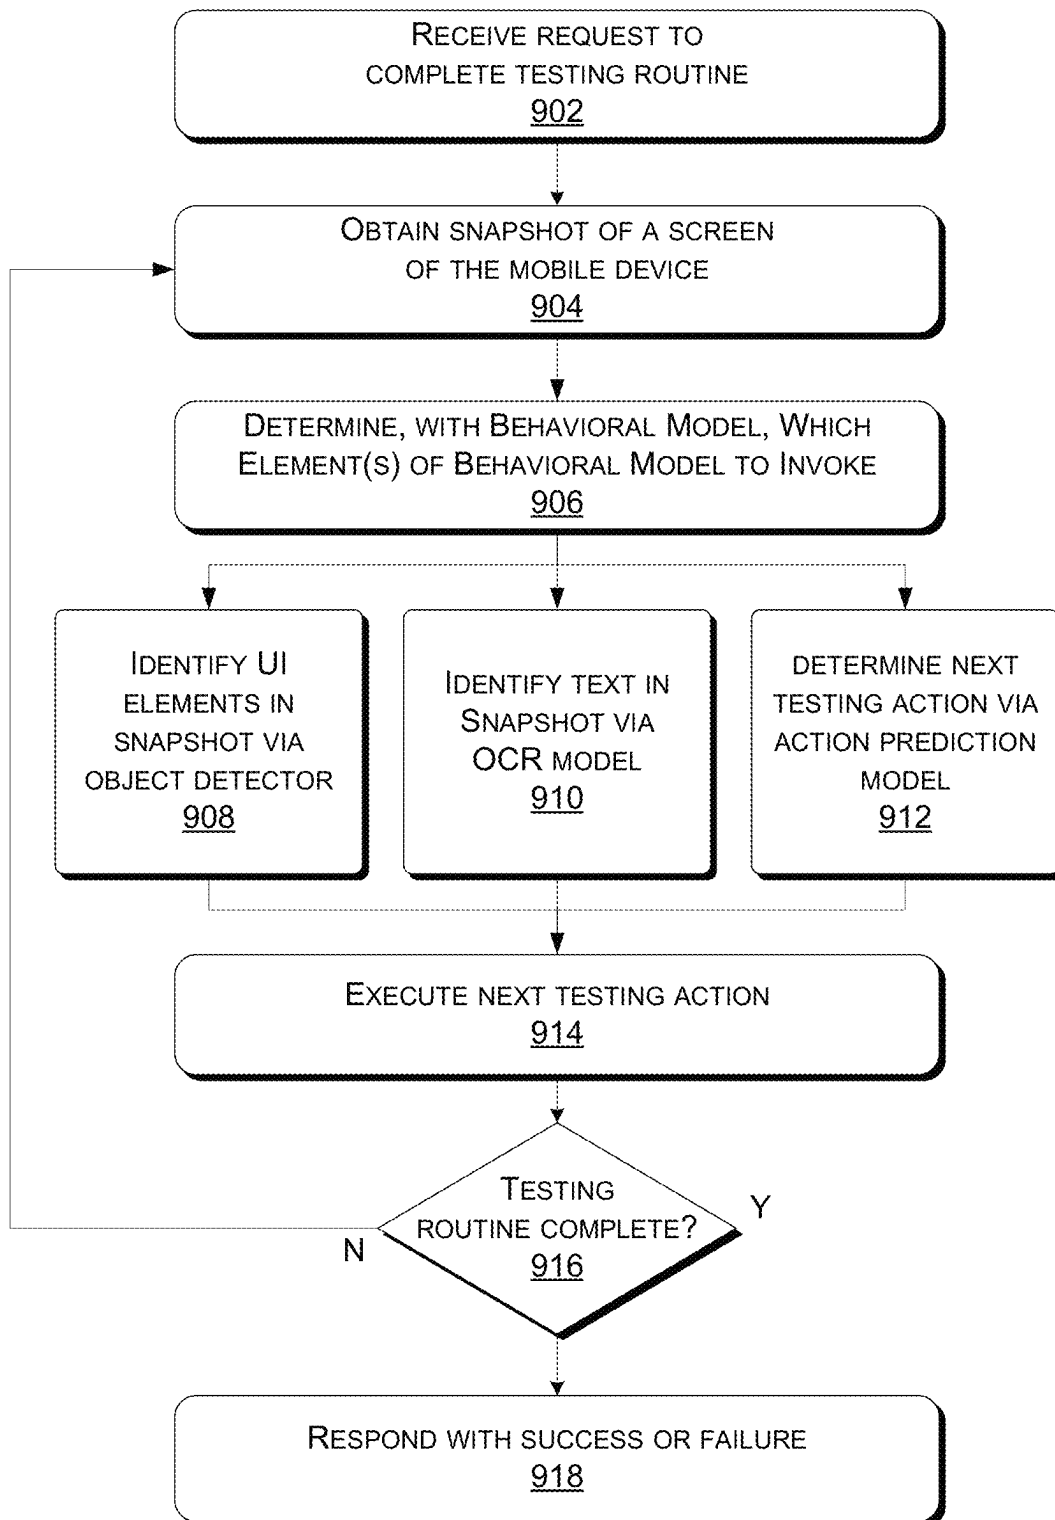 RECEIVE REQUEST TO
COMPLETE TESTING ROUTINE
902
OBTAIN SNAPSHOT OF A SCREEN
OF THE MOBILE DEVICE
904
DETERMINE, WITH BEHAVIORAL MODEL, WHICH
ELEMENT(S) OF BEHAVIORAL MODEL TO INVOKE
906
IDENTIFY UI
ELEMENTS IN
SNAPSHOT VIA
OBJECT DETECTOR
908
IDENTIFY TEXT IN
SNAPSHOT VIA
OCR MODEL
910
DETERMINE NEXT
TESTING ACTION VIA
ACTION PREDICTION
MODEL
912
EXECUTE NEXT TESTING ACTION
914
TESTING
ROUTINE COMPLETE?
916
Y
N
RESPOND WITH SUCCESS OR FAILURE
918